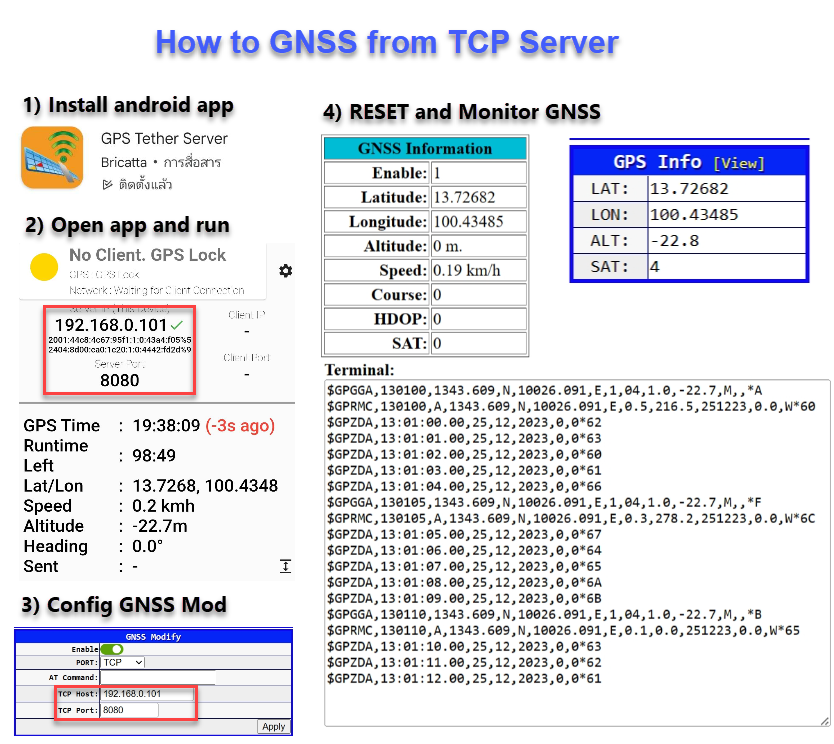 How to GNSS from TCP Server
1) Install android app
GPS Tether Server
Bricatta • การสื่อสาร
ติดตั้งแล้ว
2) Open app and run
No Client. GPS Lock
GPS: GPS Lock
Network: Waiting for Client Connection
Server IP (This Device)
192.168.0.101
2001:44c8:4c67:95f1:1:0:43a4:f05%5
2404:8d00:ca0:1c20:1:0:4442:fd2d%9
Server Port
8080
Client IP
-
Client Port
-
GPS Time : 19:38:09 (-3s ago)
Runtime Left : 98:49
Lat/Lon : 13.7268, 100.4348
Speed : 0.2 kmh
Altitude : -22.7m
Heading : 0.0°
Sent : -
3) Config GNSS Mod
GNSS Modify
Enable
PORT: TCP
AT Command:
TCP Host: 192.168.0.101
TCP Port: 8080
Apply
4) RESET and Monitor GNSS
GNSS Information
Enable: 1
Latitude: 13.72682
Longitude: 100.43485
Altitude: 0 m.
Speed: 0.19 km/h
Course: 0
HDOP: 0
SAT: 0
GPS Info [View]
LAT: 13.72682
LON: 100.43485
ALT: -22.8
SAT: 4
Terminal:
$GPGGA,130100,1343.609,N,10026.091,E,1,04,1.0,-22.7,M,,*A
$GPRMC,130100,A,1343.609,N,10026.091,E,0.5,216.5,251223,0.0,W*60
$GPZDA,13:01:00.00,25,12,2023,0,0*62
$GPZDA,13:01:01.00,25,12,2023,0,0*63
$GPZDA,13:01:02.00,25,12,2023,0,0*60
$GPZDA,13:01:03.00,25,12,2023,0,0*61
$GPZDA,13:01:04.00,25,12,2023,0,0*66
$GPGGA,130105,1343.609,N,10026.091,E,1,04,1.0,-22.7,M,,*F
$GPRMC,130105,A,1343.609,N,10026.091,E,0.3,278.2,251223,0.0,W*6C
$GPZDA,13:01:05.00,25,12,2023,0,0*67
$GPZDA,13:01:06.00,25,12,2023,0,0*64
$GPZDA,13:01:07.00,25,12,2023,0,0*65
$GPZDA,13:01:08.00,25,12,2023,0,0*6A
$GPZDA,13:01:09.00,25,12,2023,0,0*6B
$GPGGA,130110,1343.609,N,10026.091,E,1,04,1.0,-22.7,M,,*B
$GPRMC,130110,A,1343.609,N,10026.091,E,0.1,0.0,251223,0.0,W*65
$GPZDA,13:01:10.00,25,12,2023,0,0*63
$GPZDA,13:01:11.00,25,12,2023,0,0*62
$GPZDA,13:01:12.00,25,12,2023,0,0*61